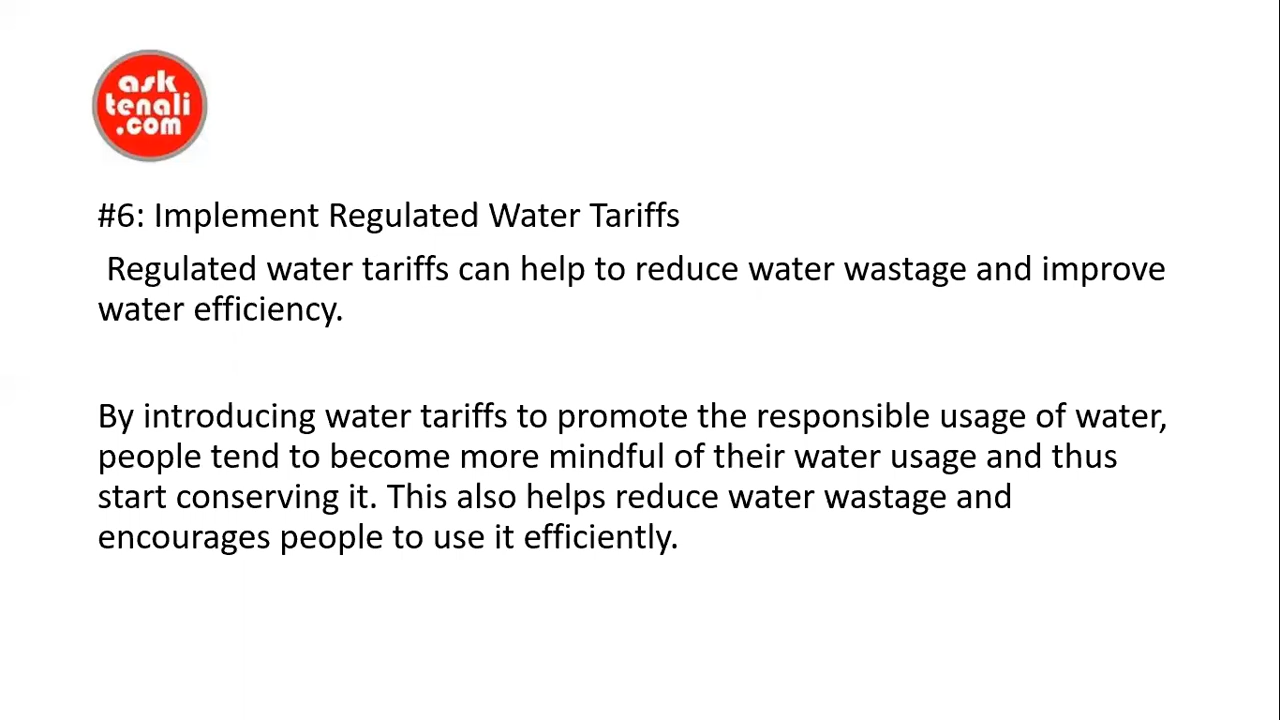 ask
tenali
.com
#6: Implement Regulated Water Tariffs
Regulated water tariffs can help to reduce water wastage and improve
water efficiency.
By introducing water tariffs to promote the responsible usage of water,
people tend to become more mindful of their water usage and thus
start conserving it. This also helps reduce water wastage and
encourages people to use it efficiently.